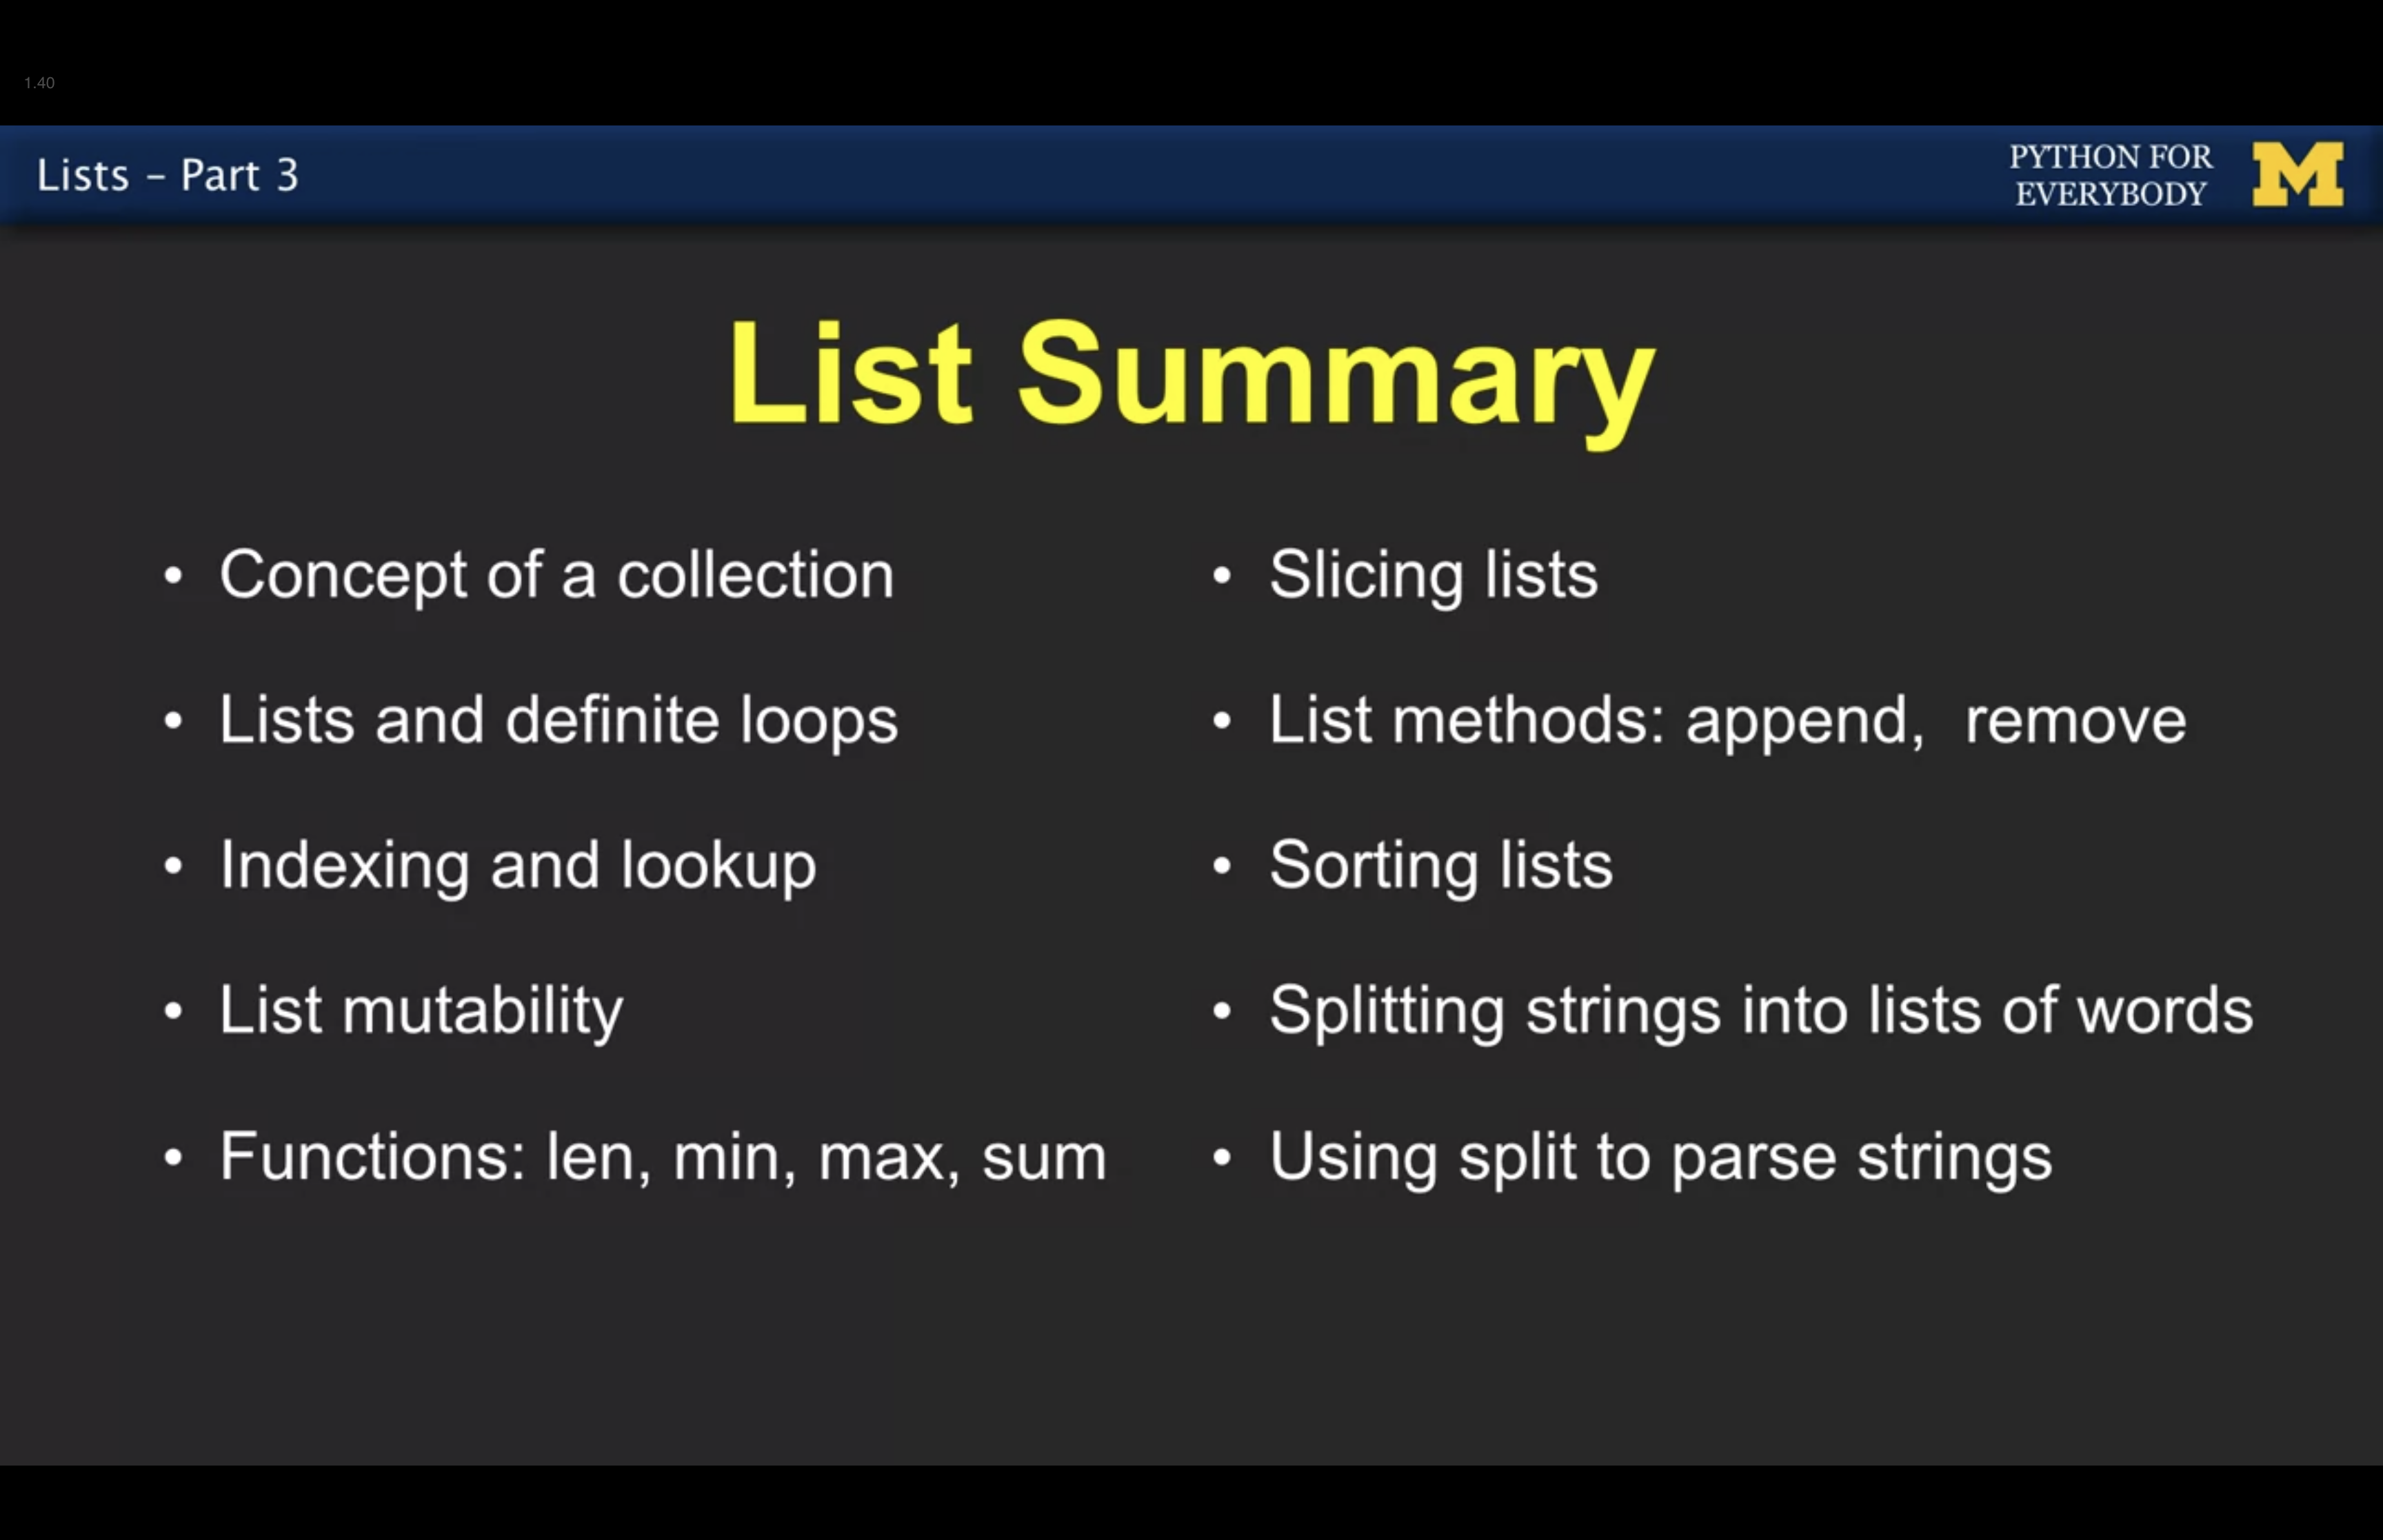 1.40
Lists – Part 3
PYTHON FOR
EVERYBODY
M
List Summary
• Concept of a collection
• Lists and definite loops
• Indexing and lookup
• List mutability
• Functions: len, min, max, sum
• Slicing lists
• List methods: append,  remove
• Sorting lists
• Splitting strings into lists of words
• Using split to parse strings